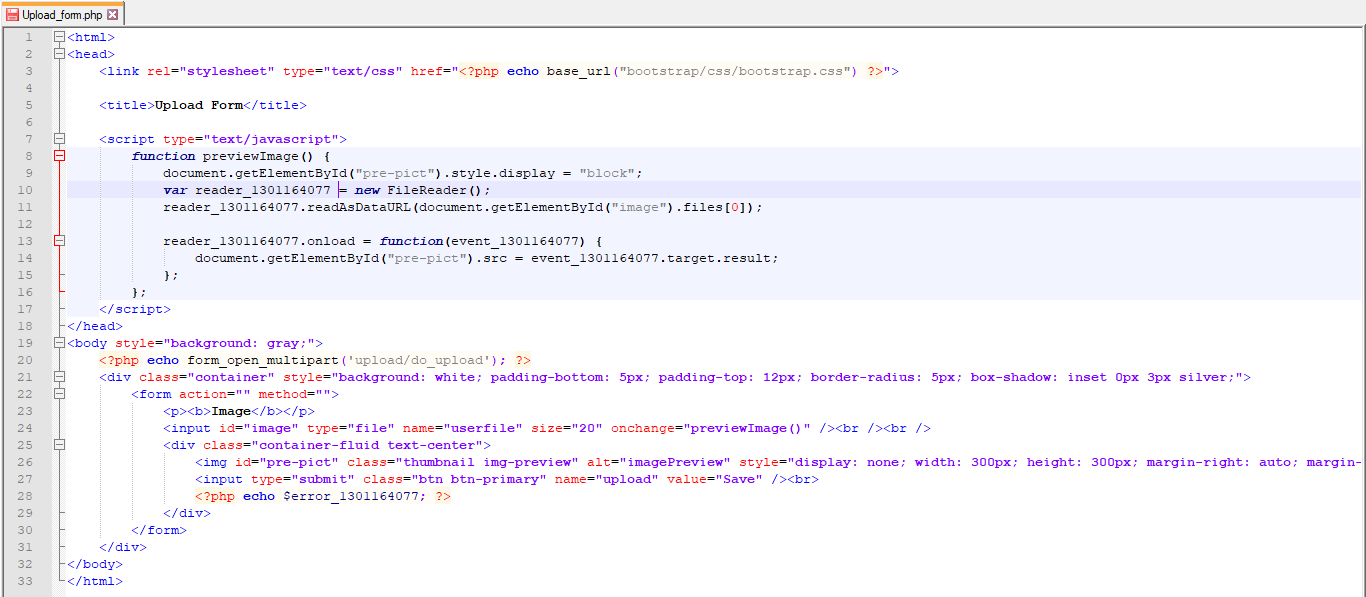 Upload_form.php
1 <html>
2 <head>
3 <link rel="stylesheet" type="text/css" href="<?php echo base_url("bootstrap/css/bootstrap.css") ?>">
4
5 <title>Upload Form</title>
6
7 <script type="text/javascript">
8 function previewImage() {
9 document.getElementById("pre-pict").style.display = "block";
10 var reader_1301164077 = new FileReader();
11 reader_1301164077.readAsDataURL(document.getElementById("image").files[0]);
12
13 reader_1301164077.onload = function(event_1301164077) {
14 document.getElementById("pre-pict").src = event_1301164077.target.result;
15 };
16 };
17 </script>
18 </head>
19 <body style="background: gray;">
20 <?php echo form_open_multipart('upload/do_upload'); ?>
21 <div class="container" style="background: white; padding-bottom: 5px; padding-top: 12px; border-radius: 5px; box-shadow: inset 0px 3px silver;">
22 <form action="" method="">
23 <p><b>Image</b></p>
24 <input id="image" type="file" name="userfile" size="20" onchange="previewImage()" /><br /><br />
25 <div class="container-fluid text-center">
26 <img id="pre-pict" class="thumbnail img-preview" alt="imagePreview" style="display: none; width: 300px; height: 300px; margin-right: auto; margin-
27 <input type="submit" class="btn btn-primary" name="upload" value="Save" /><br>
28 <?php echo $error_1301164077; ?>
29 </div>
30 </form>
31 </div>
32 </body>
33 </html>